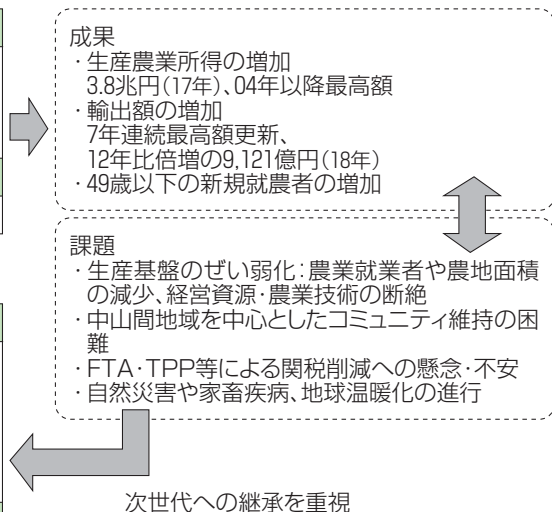 成果
・生産農業所得の増加
3.8兆円(17年)、04年以降最高額
・輸出額の増加
7年連続最高額更新、
12年比倍増の9,121億円(18年)
・49歳以下の新規就農者の増加
課題
・生産基盤のぜい弱化：農業就業者や農地面積
の減少、経営資源・農業技術の断絶
・中山間地域を中心としたコミュニティ維持の困
難
・FTA・TPP等による関税削減への懸念・不安
・自然災害や家畜疾病、地球温暖化の進行
次世代への継承を重視